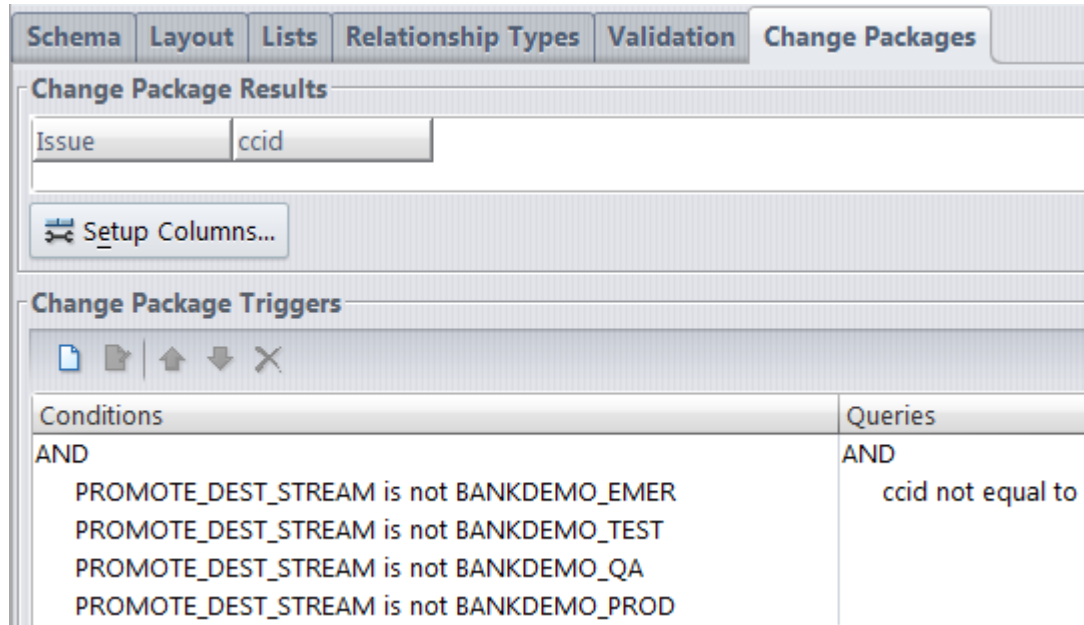 Schema Layout Lists Relationship Types Validation Change Packages
Change Package Results
Issue ccid
Setup Columns...
Change Package Triggers
Conditions Queries
AND AND
PROMOTE_DEST_STREAM is not BANKDEMO_EMER ccid not equal to
PROMOTE_DEST_STREAM is not BANKDEMO_TEST
PROMOTE_DEST_STREAM is not BANKDEMO_QA
PROMOTE_DEST_STREAM is not BANKDEMO_PROD